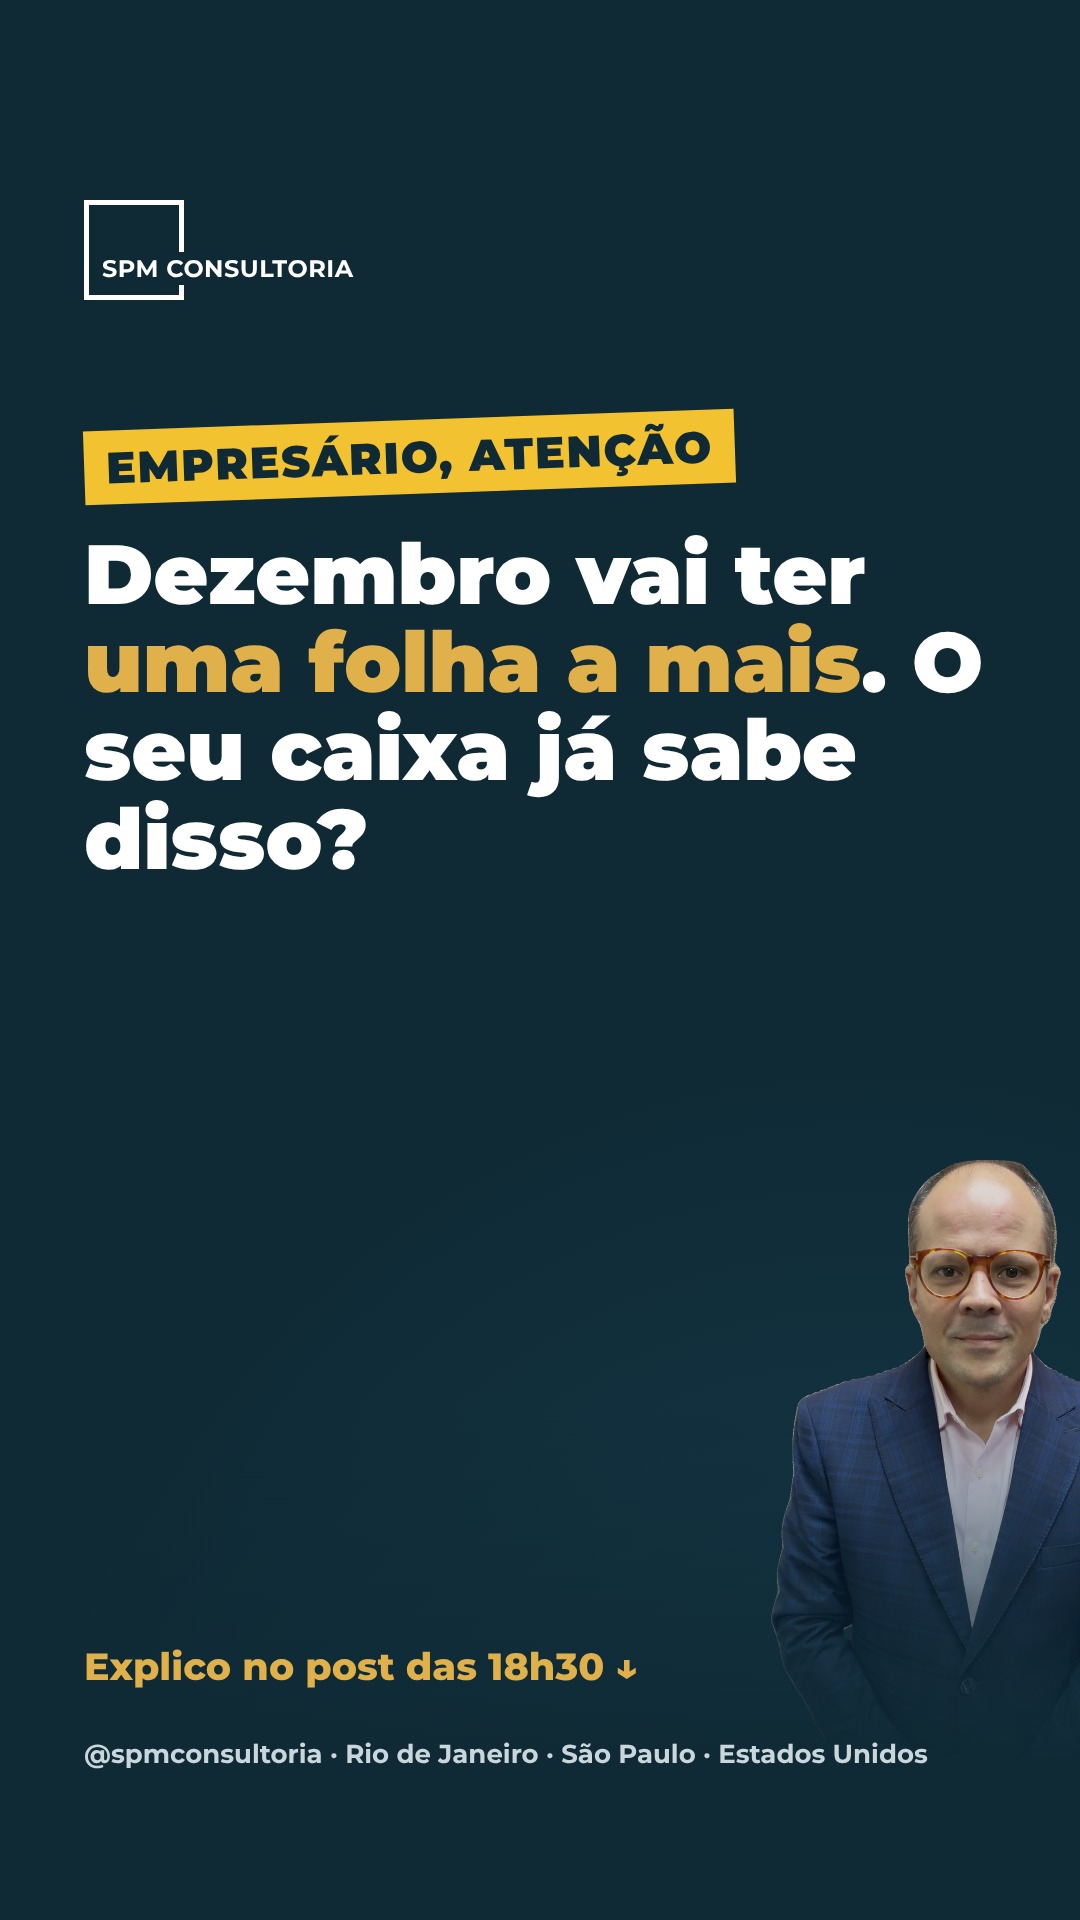 SPM CONSULTORIA
EMPRESÁRIO, ATENÇÃO
Dezembro vai ter
uma folha a mais. O
seu caixa já sabe
disso?
Explico no post das 18h30 ↓
@spmconsultoria · Rio de Janeiro · São Paulo · Estados Unidos